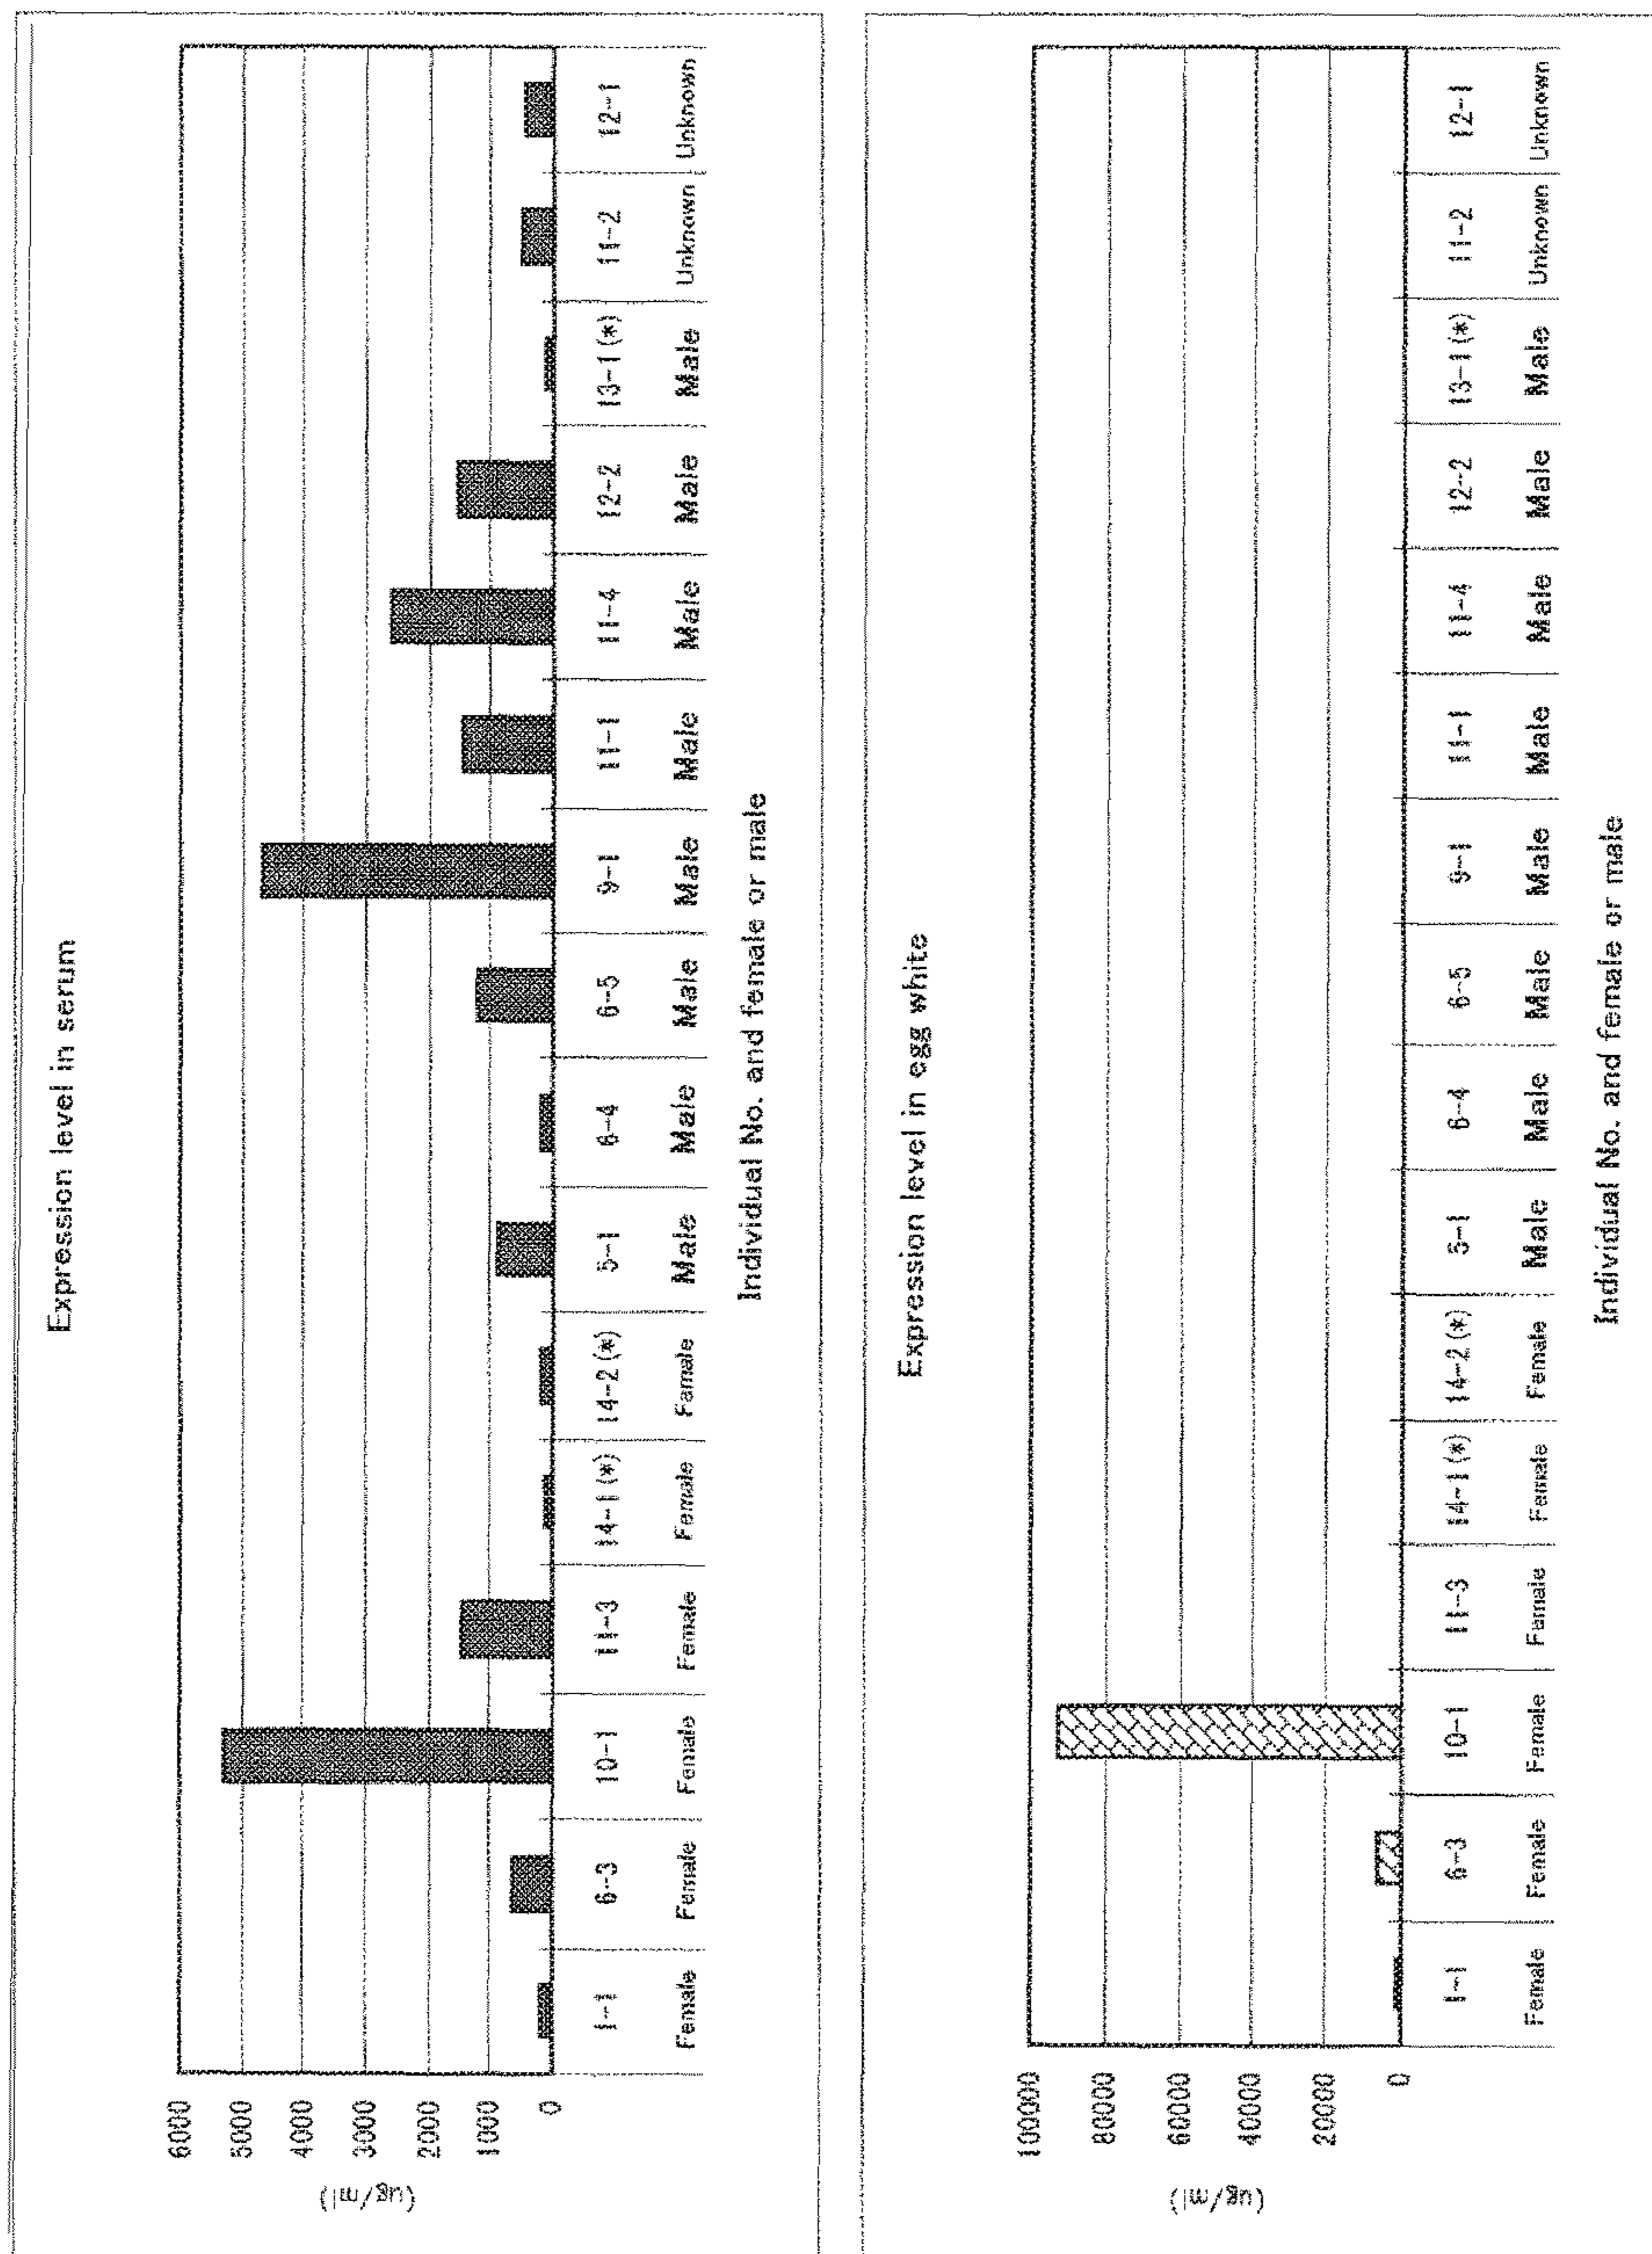 Expression level in serum
(ug/ml)
6000
5000
4000
3000
2000
1000
0
1-1 6-3 10-1 11-3 14-1(*) 14-2(*) 5-1 6-4 6-5 9-1 11-1 11-4 12-2 13-1(*) 11-2 12-1
Female Female Female Female Female Female Male Male Male Male Male Male Male Male Unknown Unknown
Individual No. and female or male
Expression level in egg white
(ug/ml)
100000
80000
60000
40000
20000
0
1-1 6-3 10-1 11-3 14-1(*) 14-2(*) 5-1 6-4 6-5 9-1 11-1 11-4 12-2 13-1(*) 11-2 12-1
Female Female Female Female Female Female Male Male Male Male Male Male Male Male Unknown Unknown
Individual No. and female or male